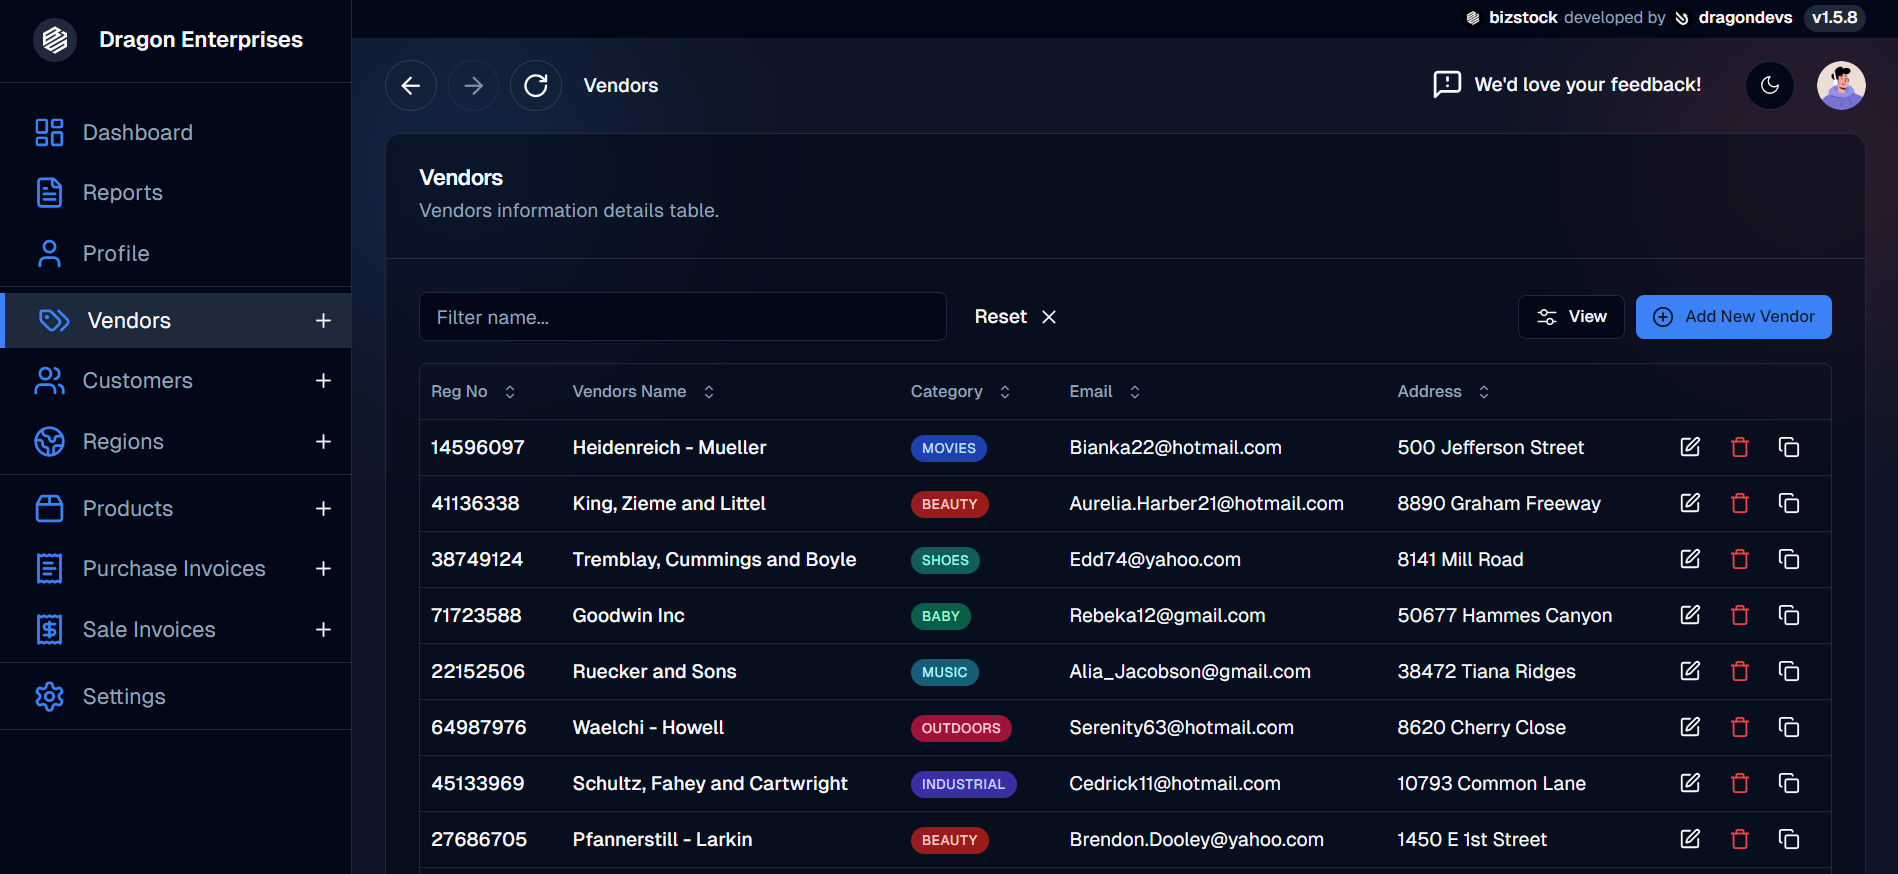 Dragon Enterprises
bizstock developed by dragondevs v1.5.8
Vendors
We'd love your feedback!
Dashboard
Reports
Profile
Vendors
Customers
Regions
Products
Purchase Invoices
Sale Invoices
Settings
Vendors
Vendors information details table.
Filter name...
Reset
View
Add New Vendor
Reg No Vendors Name Category Email Address
14596097 Heidenreich - Mueller MOVIES Bianka22@hotmail.com 500 Jefferson Street
41136338 King, Zieme and Littel BEAUTY Aurelia.Harber21@hotmail.com 8890 Graham Freeway
38749124 Tremblay, Cummings and Boyle SHOES Edd74@yahoo.com 8141 Mill Road
71723588 Goodwin Inc BABY Rebeka12@gmail.com 50677 Hammes Canyon
22152506 Ruecker and Sons MUSIC Alia_Jacobson@gmail.com 38472 Tiana Ridges
64987976 Waelchi - Howell OUTDOORS Serenity63@hotmail.com 8620 Cherry Close
45133969 Schultz, Fahey and Cartwright INDUSTRIAL Cedrick11@hotmail.com 10793 Common Lane
27686705 Pfannerstill - Larkin BEAUTY Brendon.Dooley@yahoo.com 1450 E 1st Street